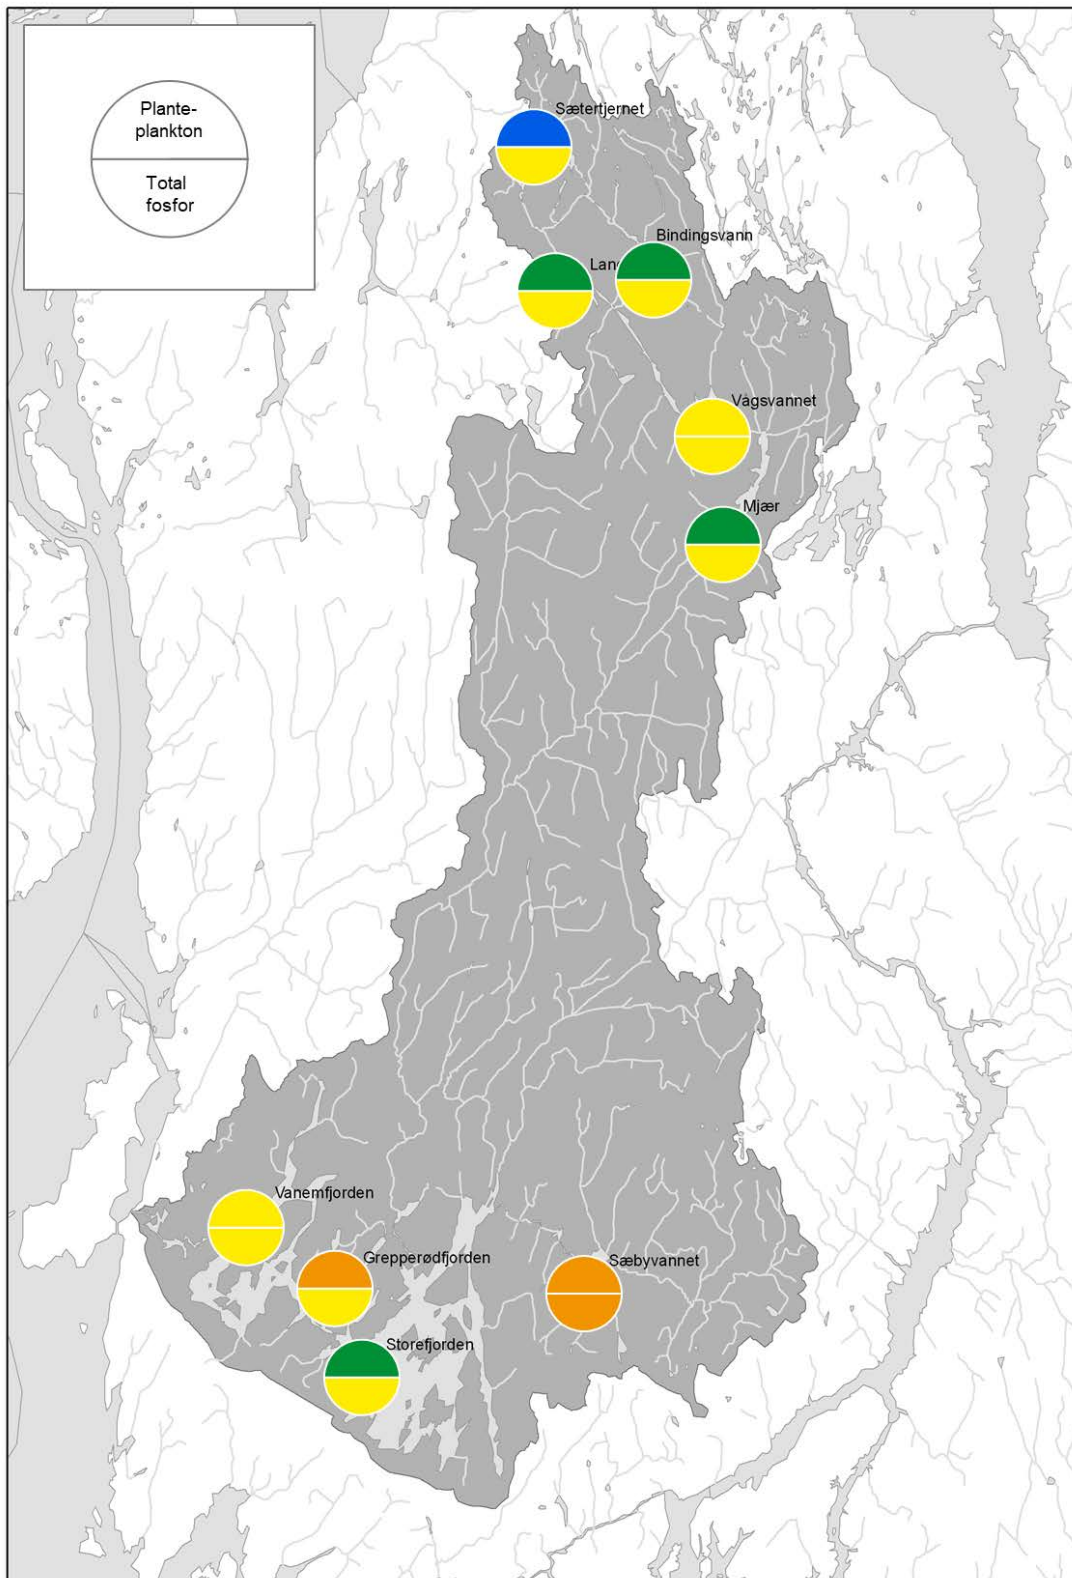 Plante-
plankton
Total
fosfor
Sætertjernet
Bindingsvann
Vågsvannet
Mjær
Vanemfjorden
Grepperødfjorden
Sæbyvannet
Storefjorden